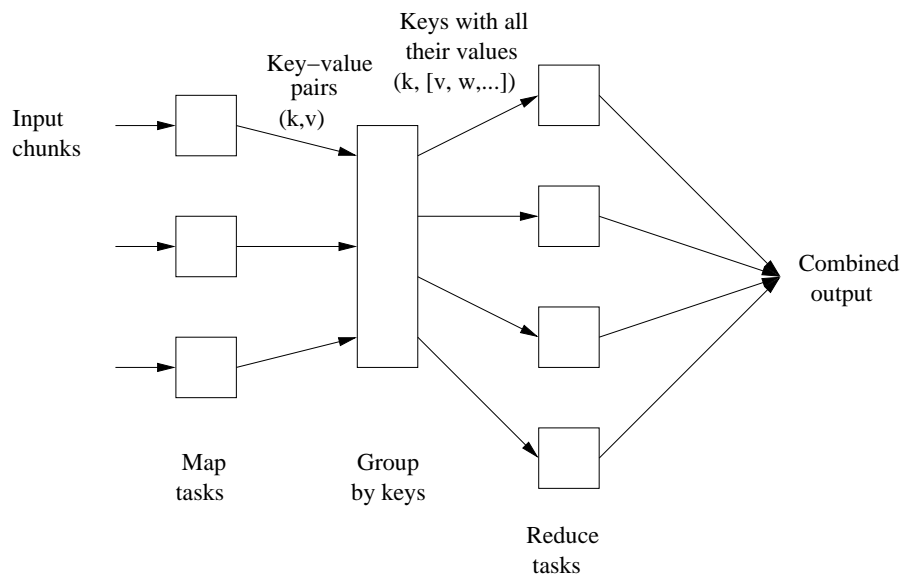 Keys with all
their values
(k, [v, w,...])
Key−value
pairs
(k,v)
Input
chunks
Combined
output
Map
tasks
Group
by keys
Reduce
tasks